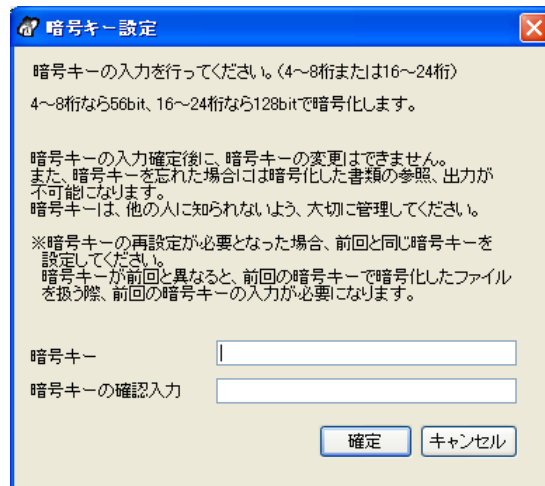 暗号キー設定
暗号キーの入力を行ってください。(4～8桁または16～24桁)
4～8桁なら56bit、16～24桁なら128bitで暗号化します。
暗号キーの入力確定後に、暗号キーの変更はできません。
また、暗号キーを忘れた場合には暗号化した書類の参照、出力が
不可能になります。
暗号キーは、他の人に知られないよう、大切に管理してください。
※暗号キーの再設定が必要となった場合、前回と同じ暗号キーを
設定してください。
暗号キーが前回と異なると、前回の暗号キーで暗号化したファイル
を扱う際、前回の暗号キーの入力が必要になります。
暗号キー
暗号キーの確認入力
確定 キャンセル